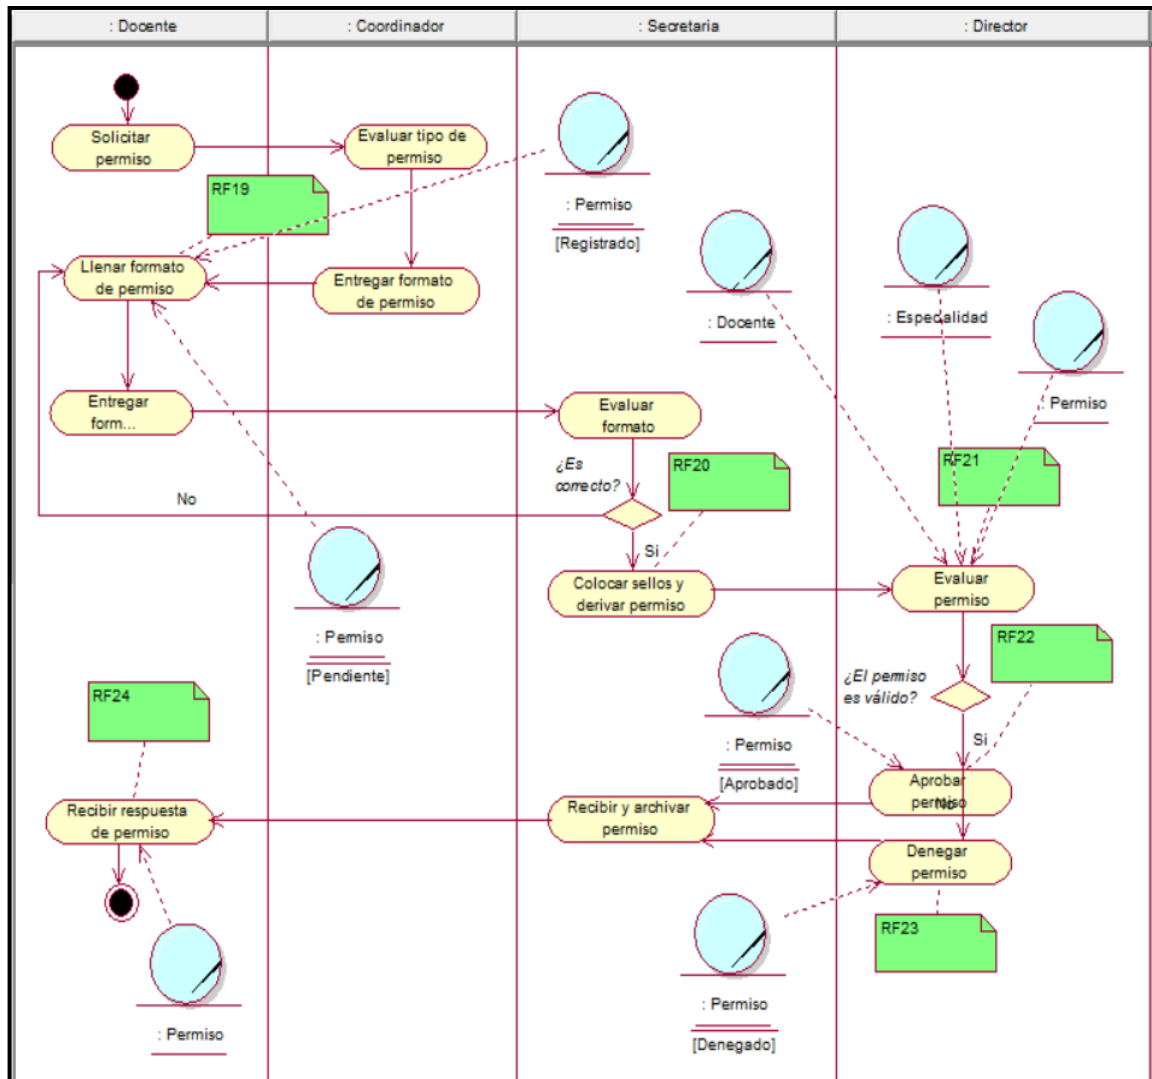 : Docente
: Coordinador
: Secretaria
: Director
Solicitar
permiso
Evaluar tipo de
permiso
RF19
: Permiso
[Registrado]
Llenar formato
de permiso
Entregar formato
de permiso
: Docente
: Especialidad
: Permiso
Entregar
form...
Evaluar
formato
¿Es
correcto?
RF20
RF21
No
Si
Colocar sellos y
derivar permiso
Evaluar
permiso
: Permiso
[Pendiente]
RF22
¿El permiso
es válido?
RF24
Si
: Permiso
[Aprobado]
Aprobar
permiso
No
Recibir respuesta
de permiso
Recibir y archivar
permiso
Denegar
permiso
RF23
: Permiso
: Permiso
[Denegado]